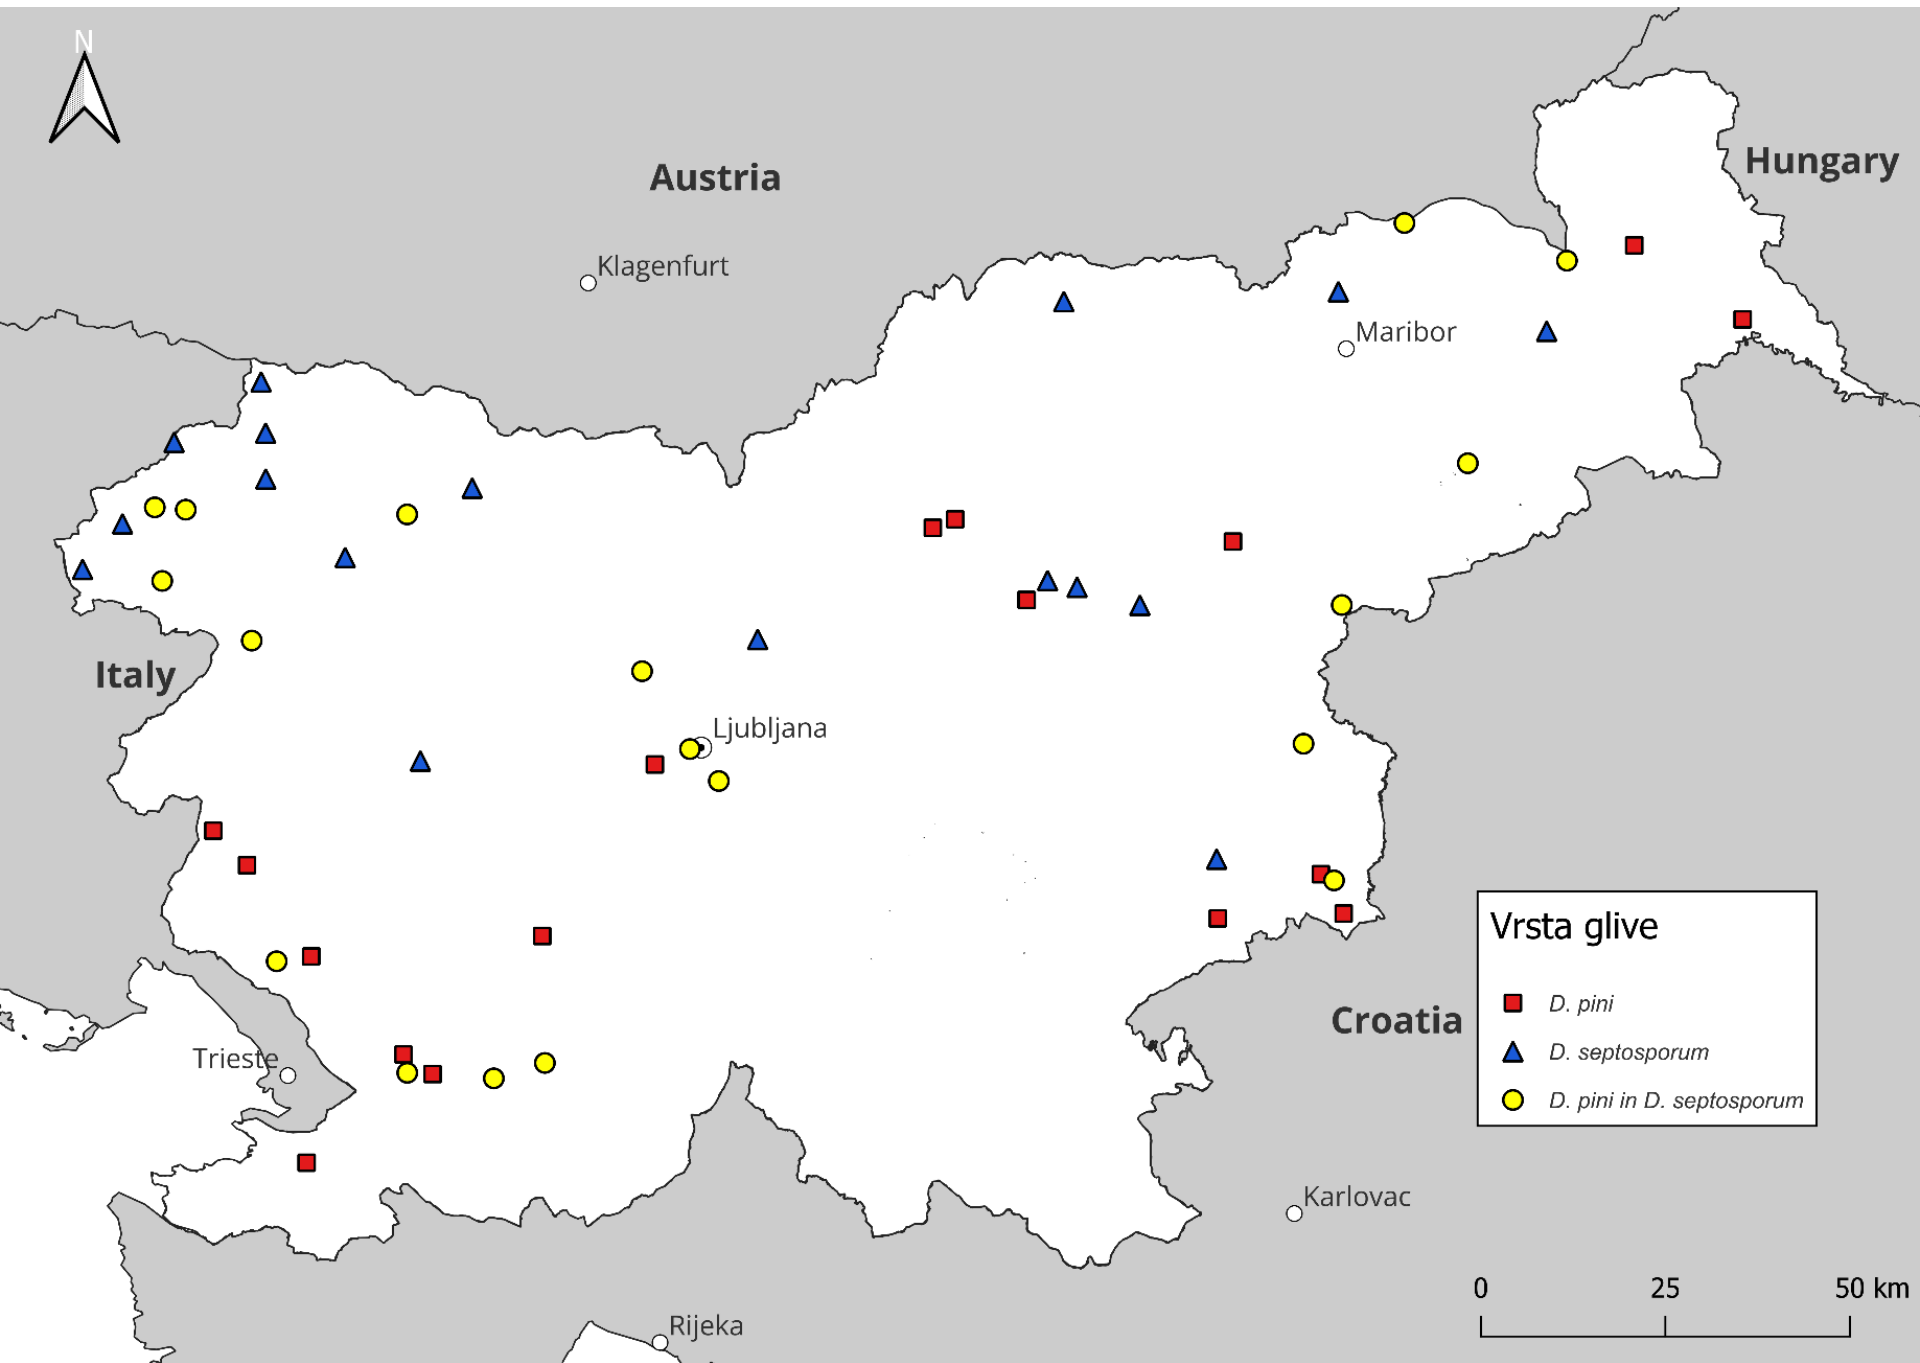 N
Austria
Hungary
Klagenfurt
Maribor
Italy
Ljubljana
Vrsta glive
D. pini
D. septosporum
D. pini in D. septosporum
Croatia
Trieste
Karlovac
0 25 50 km
Rijeka